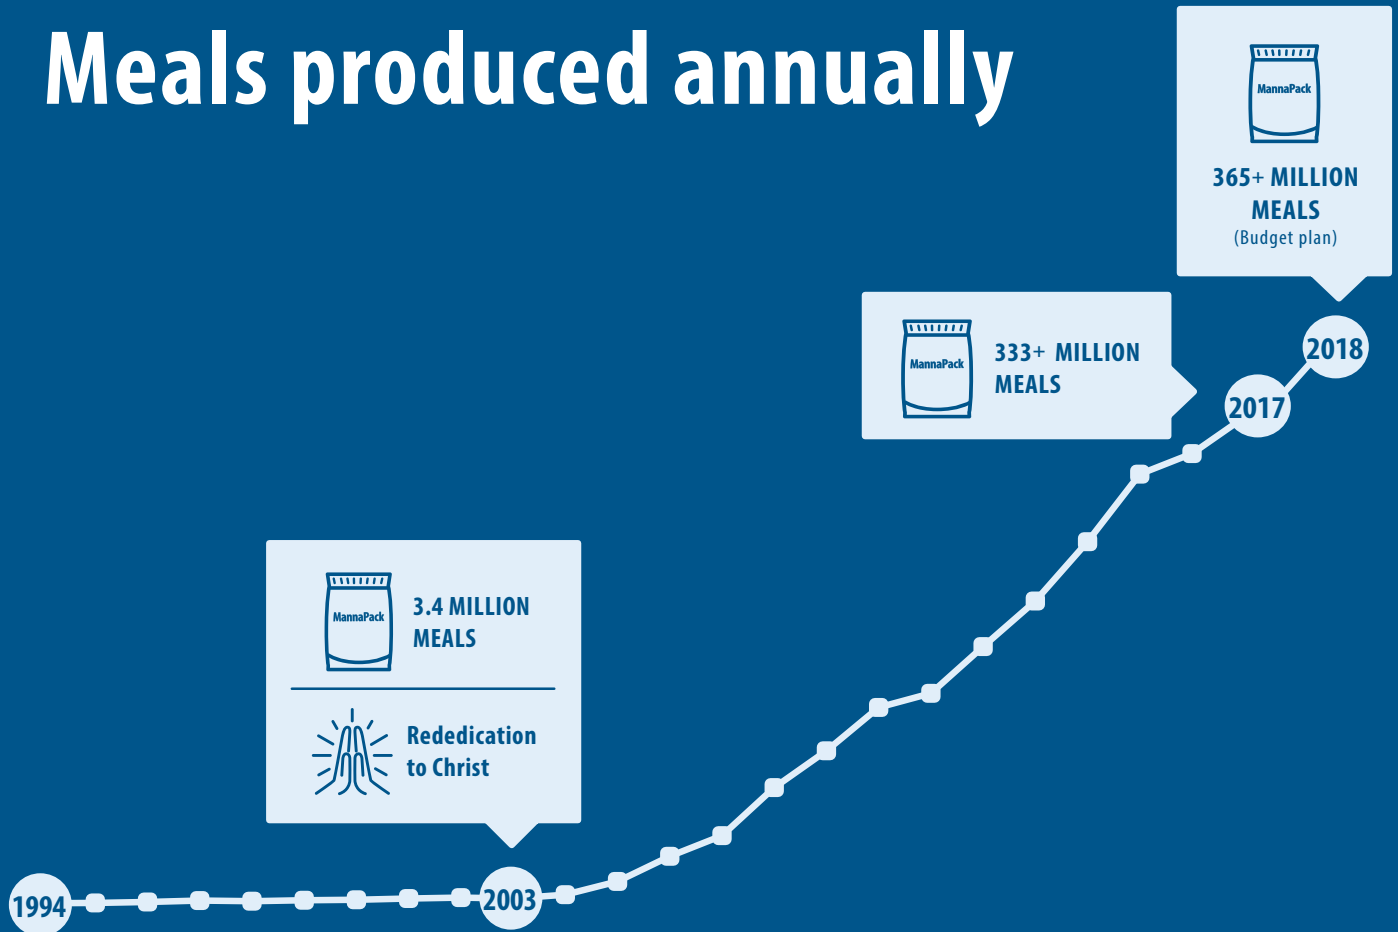 Meals produced annually
MannaPack
365+ MILLION
MEALS
(Budget plan)
MannaPack
333+ MILLION
MEALS
2018
2017
MannaPack
3.4 MILLION
MEALS
Rededication
to Christ
1994
2003